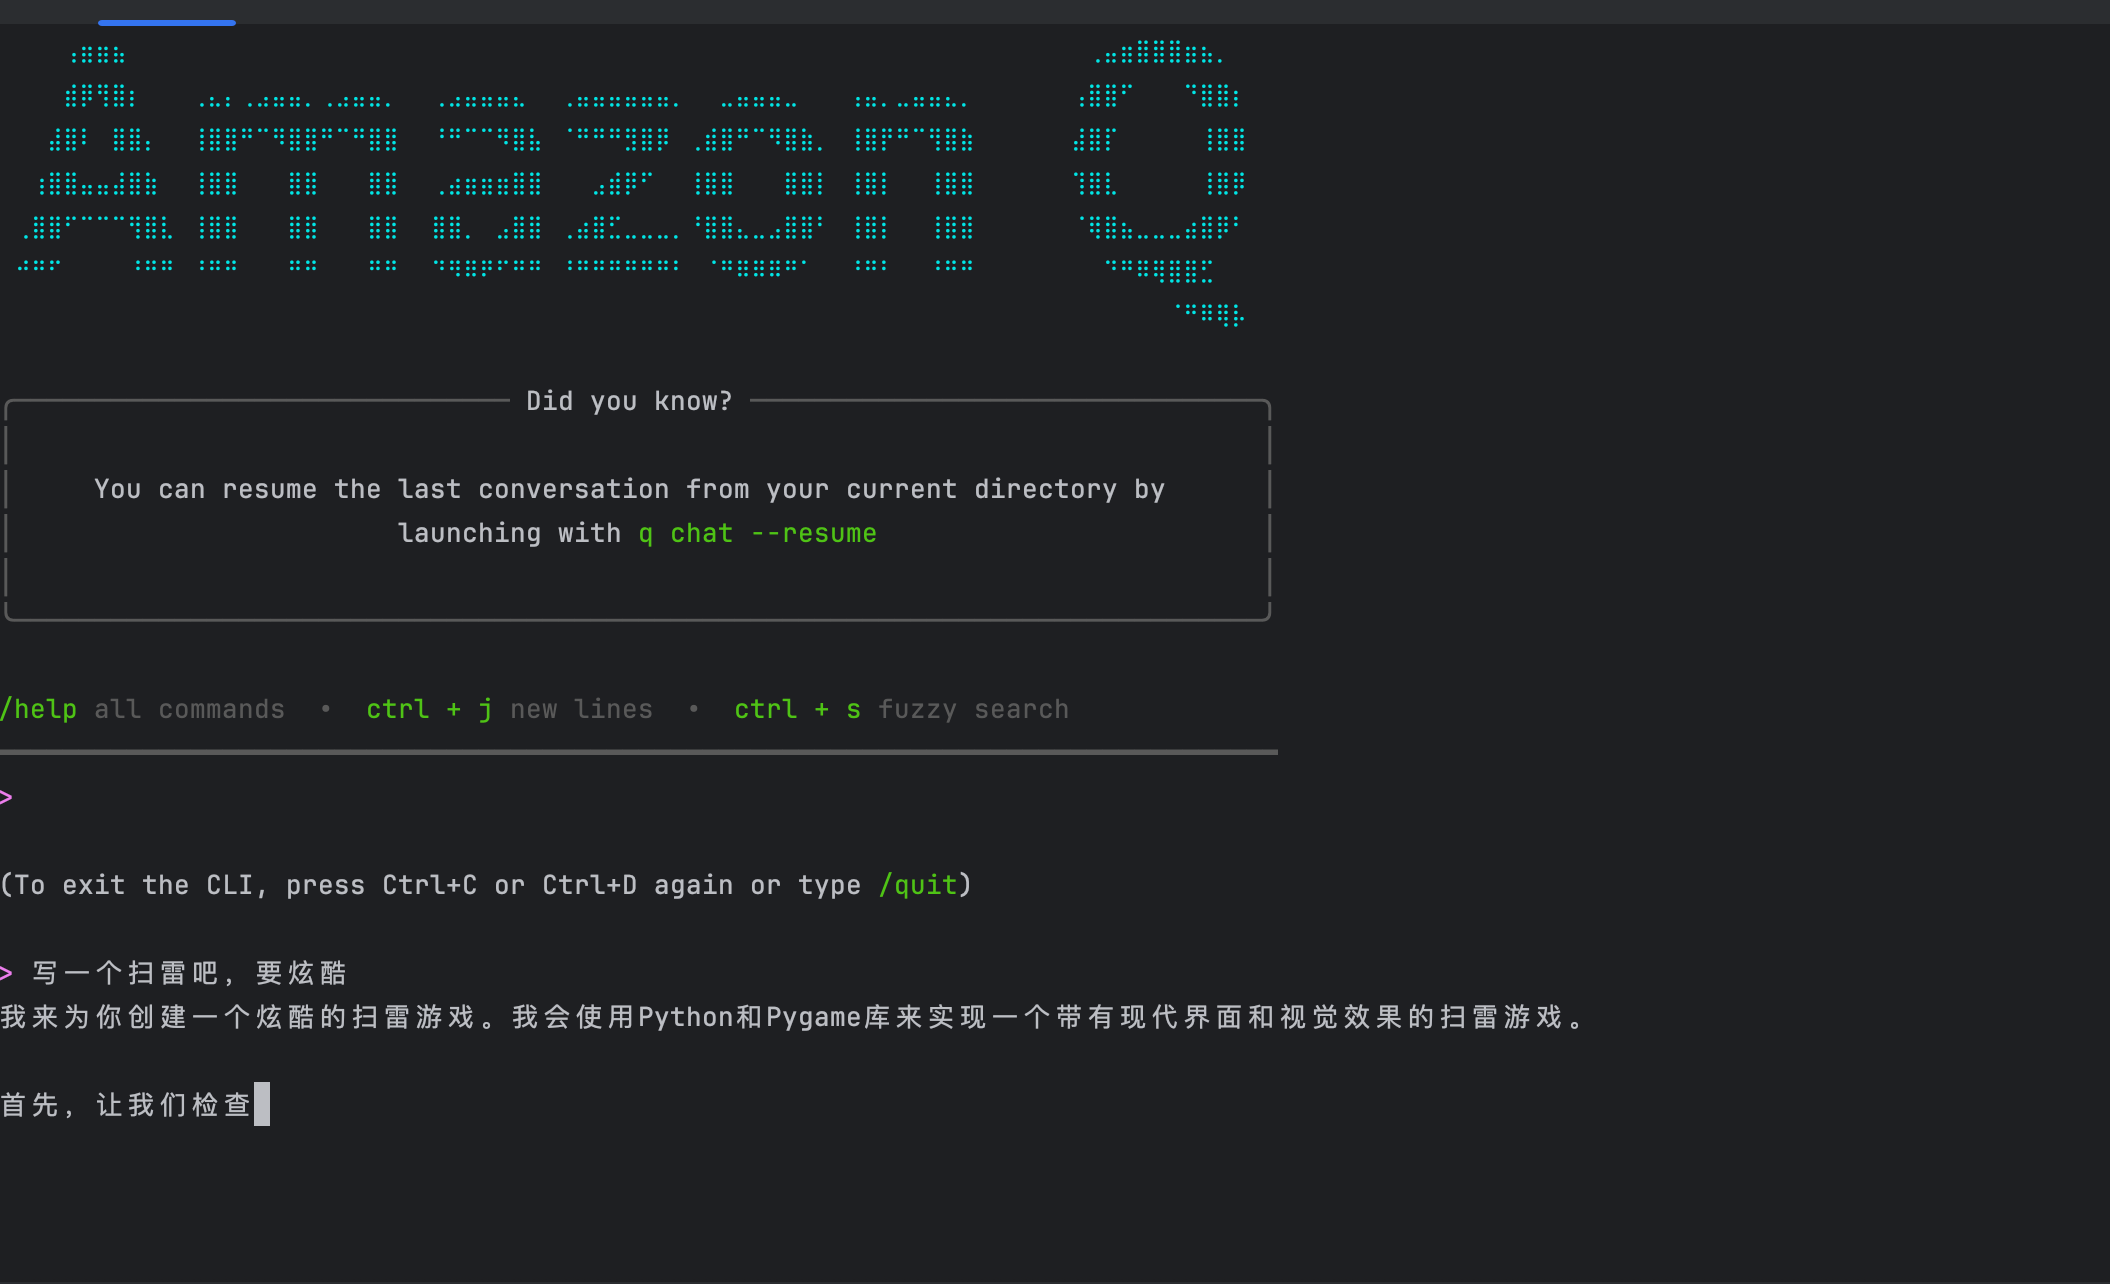 Amazon Q
Did you know?
You can resume the last conversation from your current directory by
launching with q chat --resume
/help all commands • ctrl + j new lines • ctrl + s fuzzy search
>
(To exit the CLI, press Ctrl+C or Ctrl+D again or type /quit)
> 写一个扫雷吧，要炫酷
我来为你创建一个炫酷的扫雷游戏。我会使用Python和Pygame库来实现一个带有现代界面和视觉效果的扫雷游戏。
首先，让我们检查